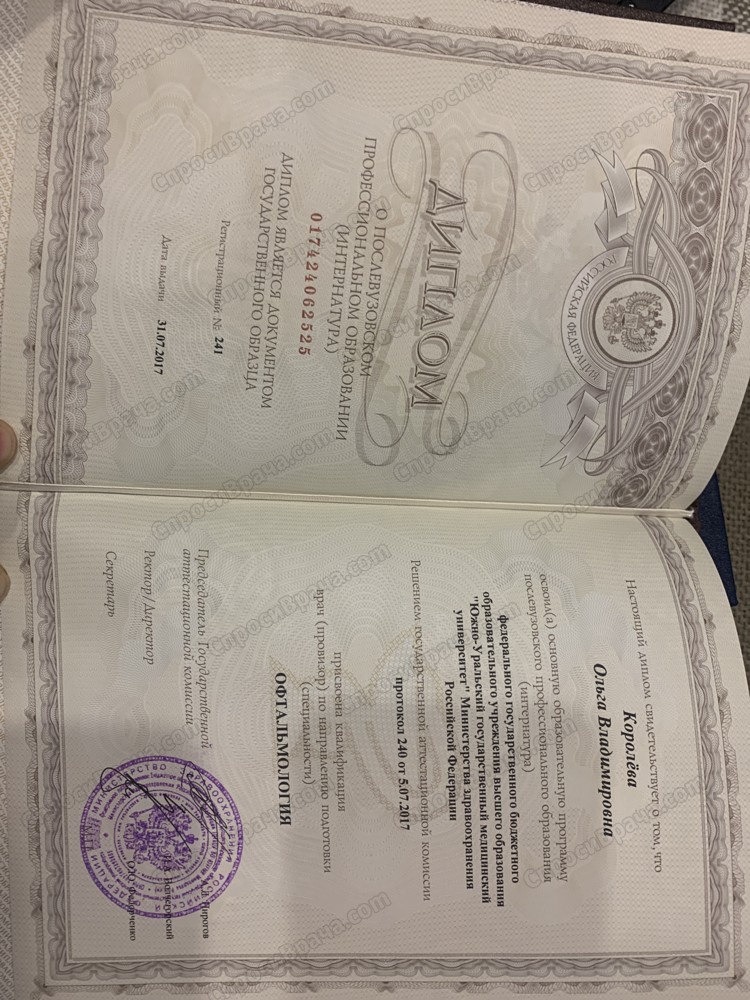 РОССИЙСКАЯ ФЕДЕРАЦИЯ
ДИПЛОМ
О ПОСЛЕВУЗОВСКОМ
ПРОФЕССИОНАЛЬНОМ ОБРАЗОВАНИИ
(ИНТЕРНАТУРА)
017424062525
ДИПЛОМ ЯВЛЯЕТСЯ ДОКУМЕНТОМ
ГОСУДАРСТВЕННОГО ОБРАЗЦА
Регистрационный № 241
Дата выдачи 31.07.2017
Настоящий диплом свидетельствует о том, что
Королёва
Ольга Владимировна
освоил(а) основную образовательную программу
послевузовского профессионального образования
(интернатура)
федерального государственного бюджетного
образовательного учреждения высшего образования
"Южно-Уральский государственный медицинский
университет" Министерства здравоохранения
Российской Федерации
Решением государственной аттестационной комиссии
протокол 240 от 5.07.2017
присвоена квалификация
врач (провизор) по направлению подготовки
(специальности)
ОФТАЛЬМОЛОГИЯ
Председатель Государственной
аттестационной комиссии
Ректор/Директор
Секретарь
СпросиВрача.com